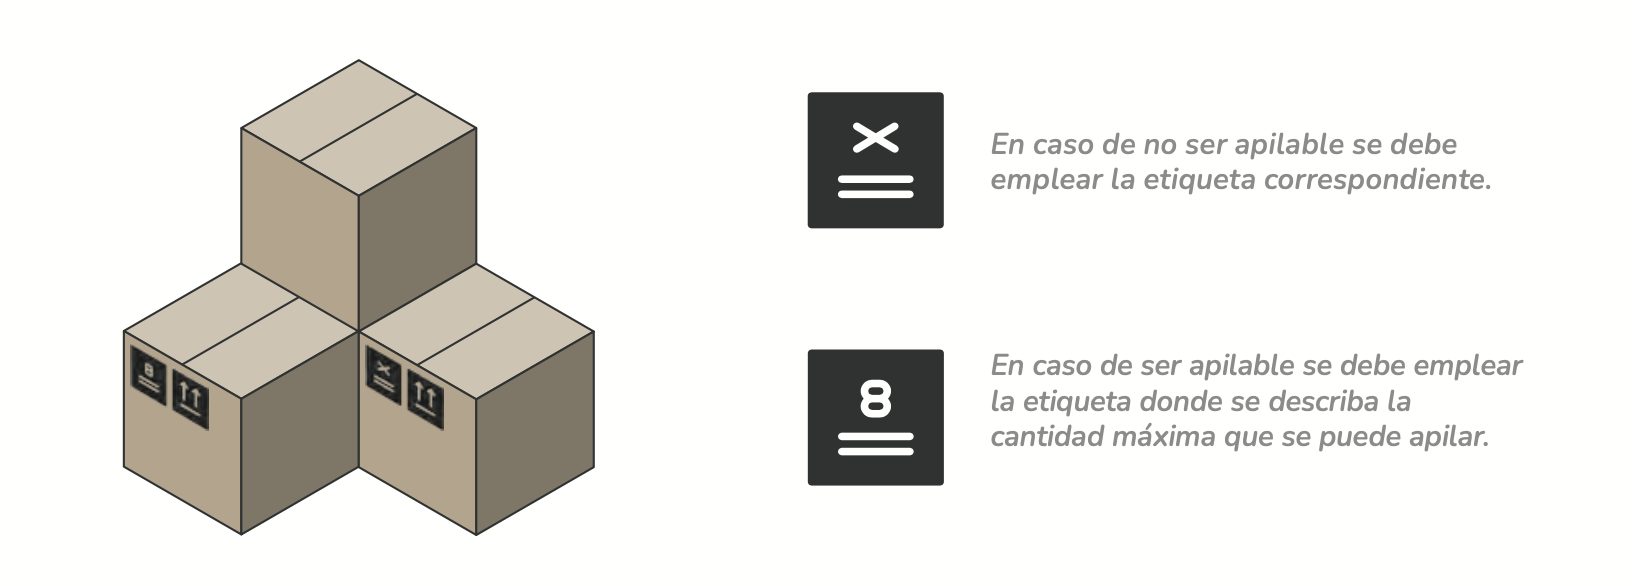 X
En caso de no ser apilable se debe
emplear la etiqueta correspondiente.
8
En caso de ser apilable se debe emplear
la etiqueta donde se describa la
cantidad máxima que se puede apilar.
8
X